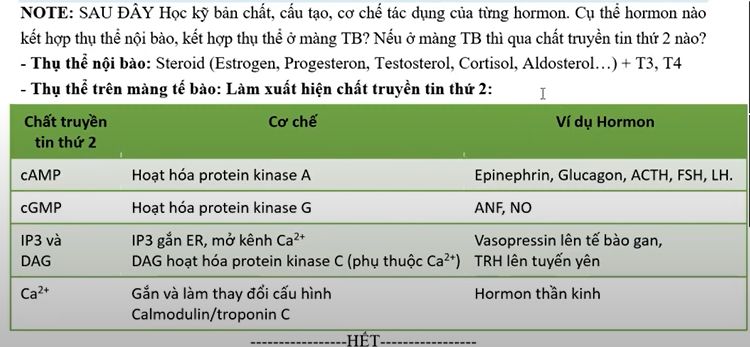 NOTE: SAU ĐÂY Học kỹ bản chất, cấu tạo, cơ chế tác dụng của từng hormon. Cụ thể hormon nào
kết hợp thụ thể nội bào, kết hợp thụ thể ở màng TB? Nếu ở màng TB thì qua chất truyền tin thứ 2 nào?
- Thụ thể nội bào: Steroid (Estrogen, Progesteron, Testosterol, Cortisol, Aldosterol…) + T3, T4
- Thụ thể trên màng tế bào: Làm xuất hiện chất truyền tin thứ 2:
Chất truyền tin thứ 2 Cơ chế Ví dụ Hormon
cAMP Hoạt hóa protein kinase A Epinephrin, Glucagon, ACTH, FSH, LH.
cGMP Hoạt hóa protein kinase G ANF, NO
IP3 và IP3 gắn ER, mở kênh Ca²⁺ Vasopressin lên tế bào gan,
DAG DAG hoạt hóa protein kinase C (phụ thuộc Ca²⁺) TRH lên tuyến yên
Ca²⁺ Gắn và làm thay đổi cấu hình Hormon thần kinh
Calmodulin/troponin C
-----------------HẾT-----------------